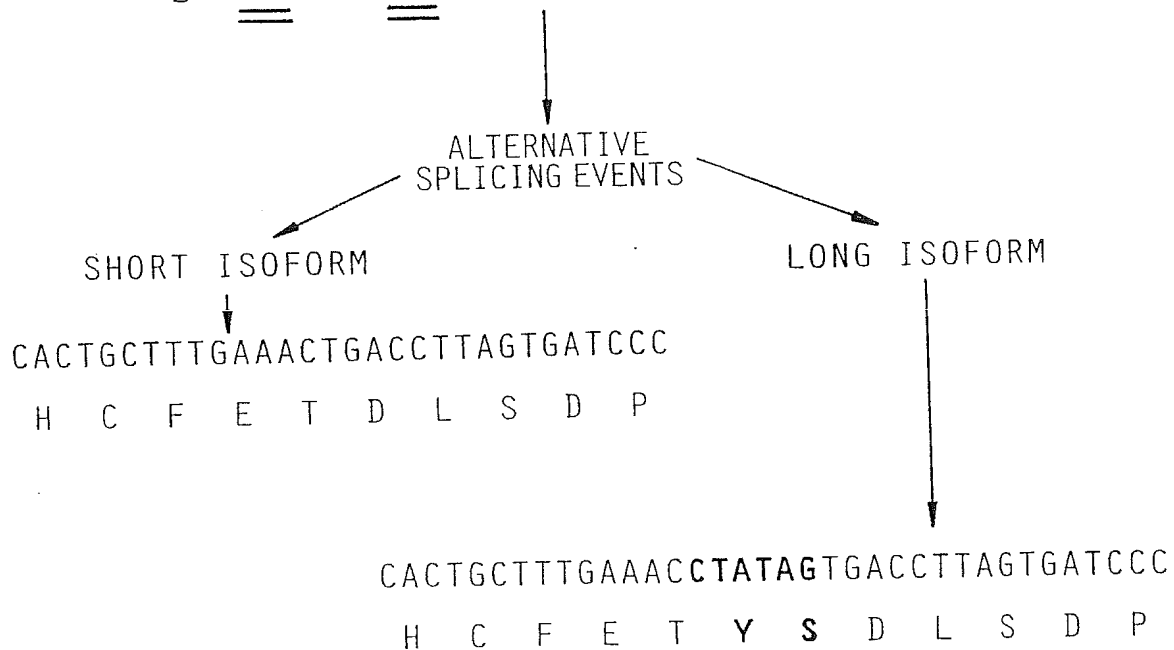 ALTERNATIVE
SPLICING EVENTS
SHORT ISOFORM
LONG ISOFORM
CACTGCTTTGAAACTGACCTTAGTGATCCC
H C F E T D L S D P
CACTGCTTTGAAACCTATAGTGACCTTAGTGATCCC
H C F E T Y S D L S D P